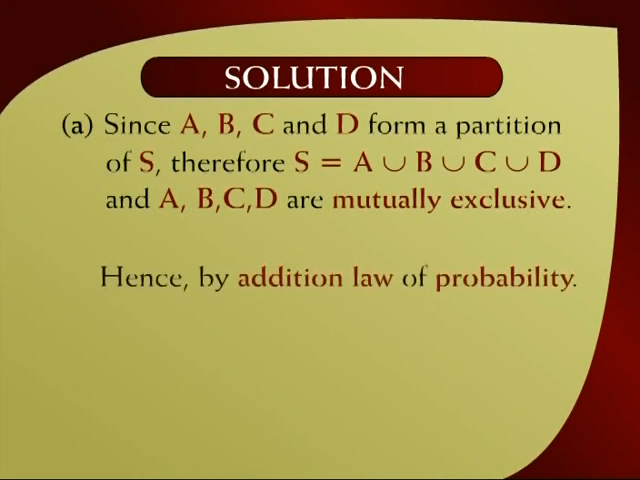 SOLUTION
(a) Since A, B, C and D form a partition
of S, therefore S = A ∪ B ∪ C ∪ D
and A, B,C,D are mutually exclusive.
Hence, by addition law of probability.